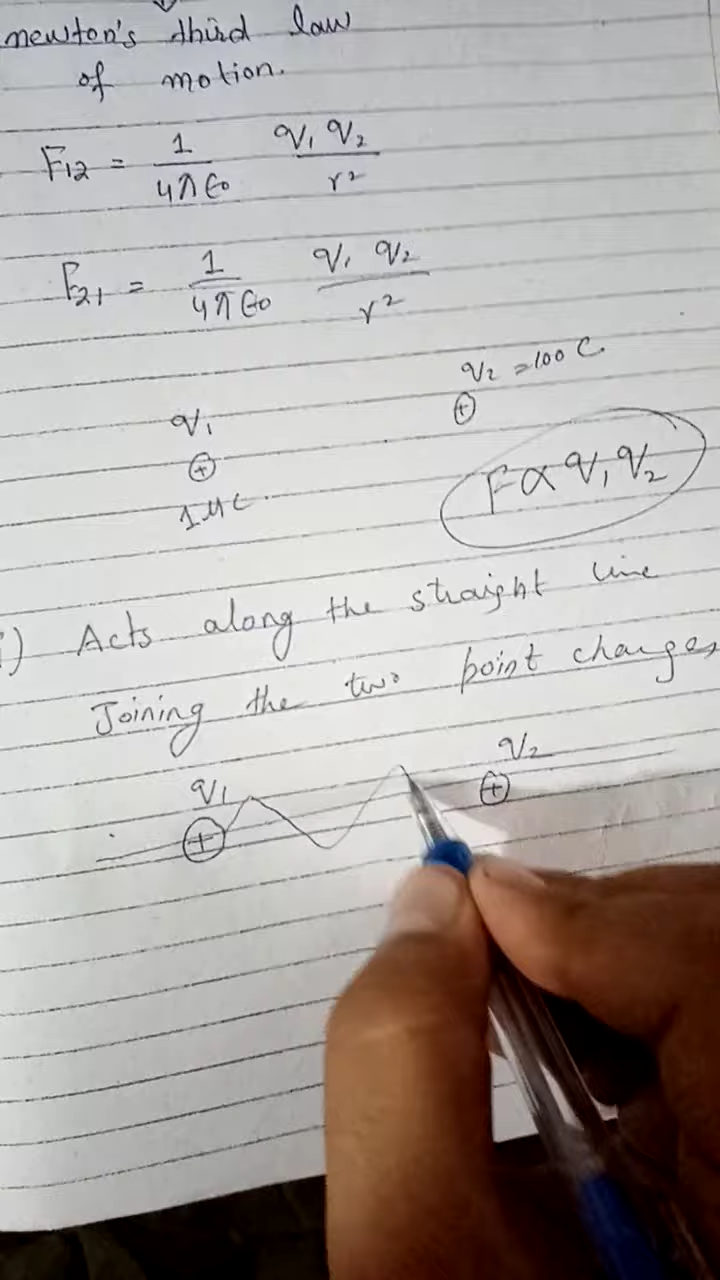 newton's third law
of motion.
F12 = 1/4πϵ0 q1 q2/r²
F21 = 1/4πϵ0 q1 q2/r²
q2 = 100 C.
⊕
q1
⊕
1 μC
F ∝ q1 q2
i) Acts along the straight line
Joining the two point charges
q1 q2
⊕ ⊕